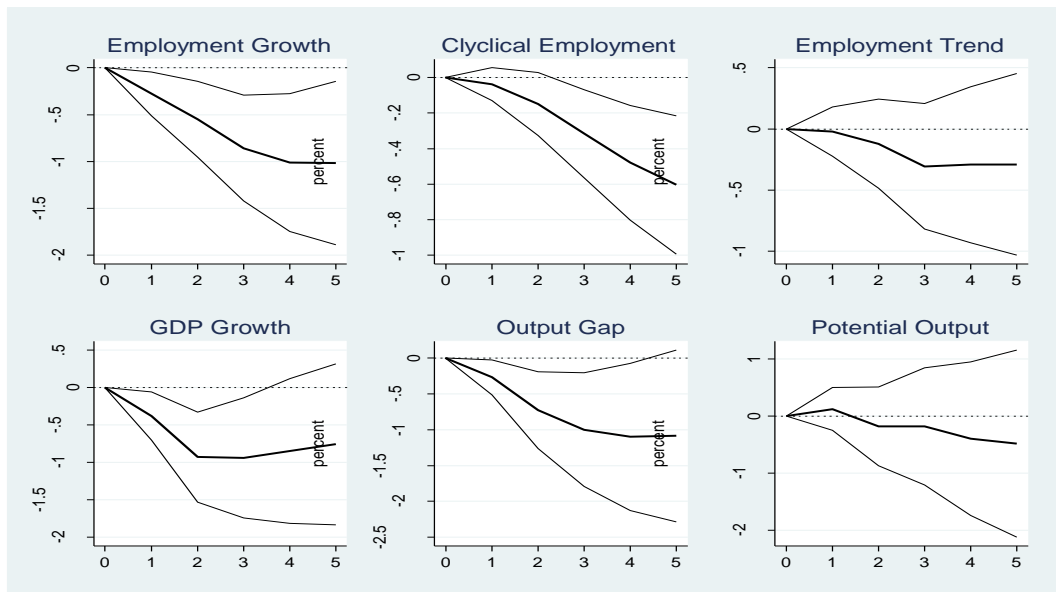 Employment Growth
0
-.5
-1
-1.5
-2
0 1 2 3 4 5
Clyclical Employment
percent
0
-.2
-.4
-.6
-.8
-1
0 1 2 3 4 5
Employment Trend
percent
.5
0
-.5
-1
0 1 2 3 4 5
GDP Growth
.5
0
-.5
-1
-1.5
-2
0 1 2 3 4 5
Output Gap
percent
0
-.5
-1
-1.5
-2
-2.5
0 1 2 3 4 5
Potential Output
percent
1
0
-1
-2
0 1 2 3 4 5